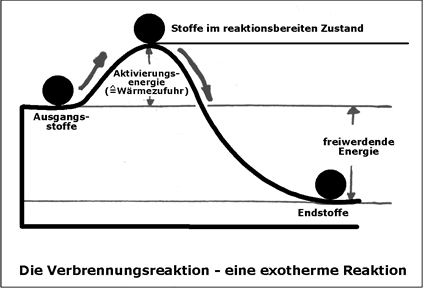 Stoffe im reaktionsbereiten Zustand
Aktivierungs-
energie
(≙Wärmezufuhr)
Ausgangs-
stoffe
freiwerdende
Energie
Endstoffe
Die Verbrennungsreaktion - eine exotherme Reaktion